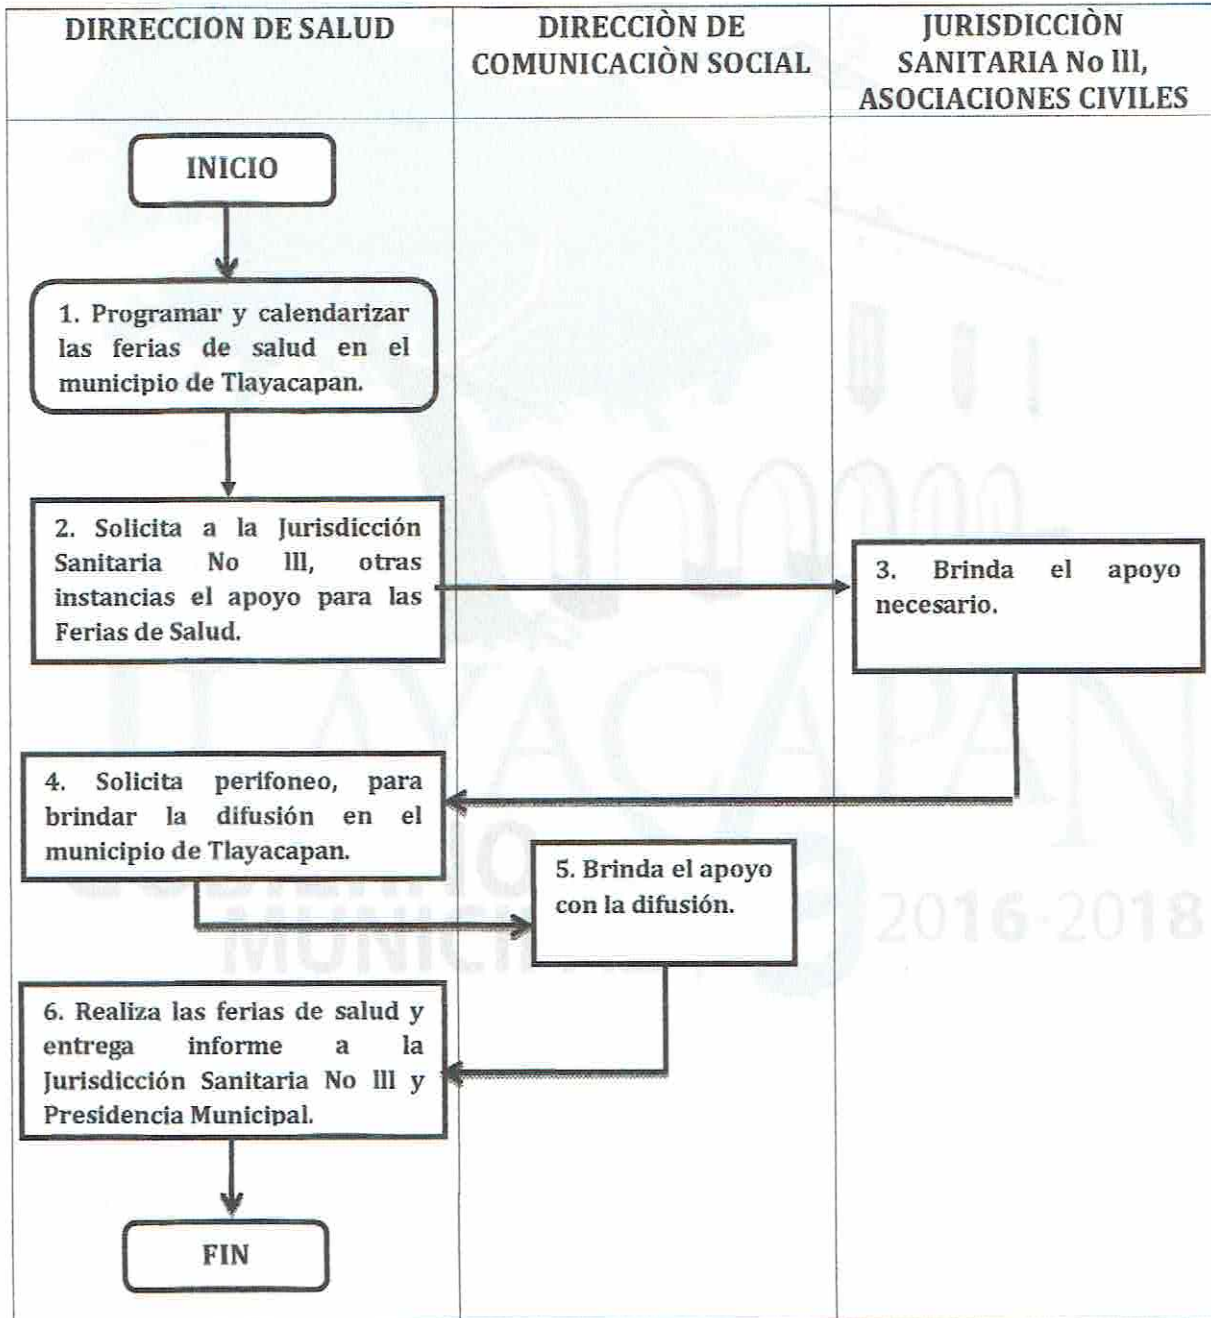 DIRRECCION DE SALUD
DIRECCIÒN DE
COMUNICACIÒN SOCIAL
JURISDICCIÒN
SANITARIA No lll,
ASOCIACIONES CIVILES
INICIO
1. Programar y calendarizar
las ferias de salud en el
municipio de Tlayacapan.
2. Solicita a la Jurisdicción
Sanitaria No lll, otras
instancias el apoyo para las
Ferias de Salud.
3. Brinda el apoyo
necesario.
4. Solicita perifoneo, para
brindar la difusión en el
municipio de Tlayacapan.
5. Brinda el apoyo
con la difusión.
6. Realiza las ferias de salud y
entrega informe a la
Jurisdicción Sanitaria No lll y
Presidencia Municipal.
FIN
TLAYACAPAN
GOBIERNO
MUNICIPAL
2016-2018